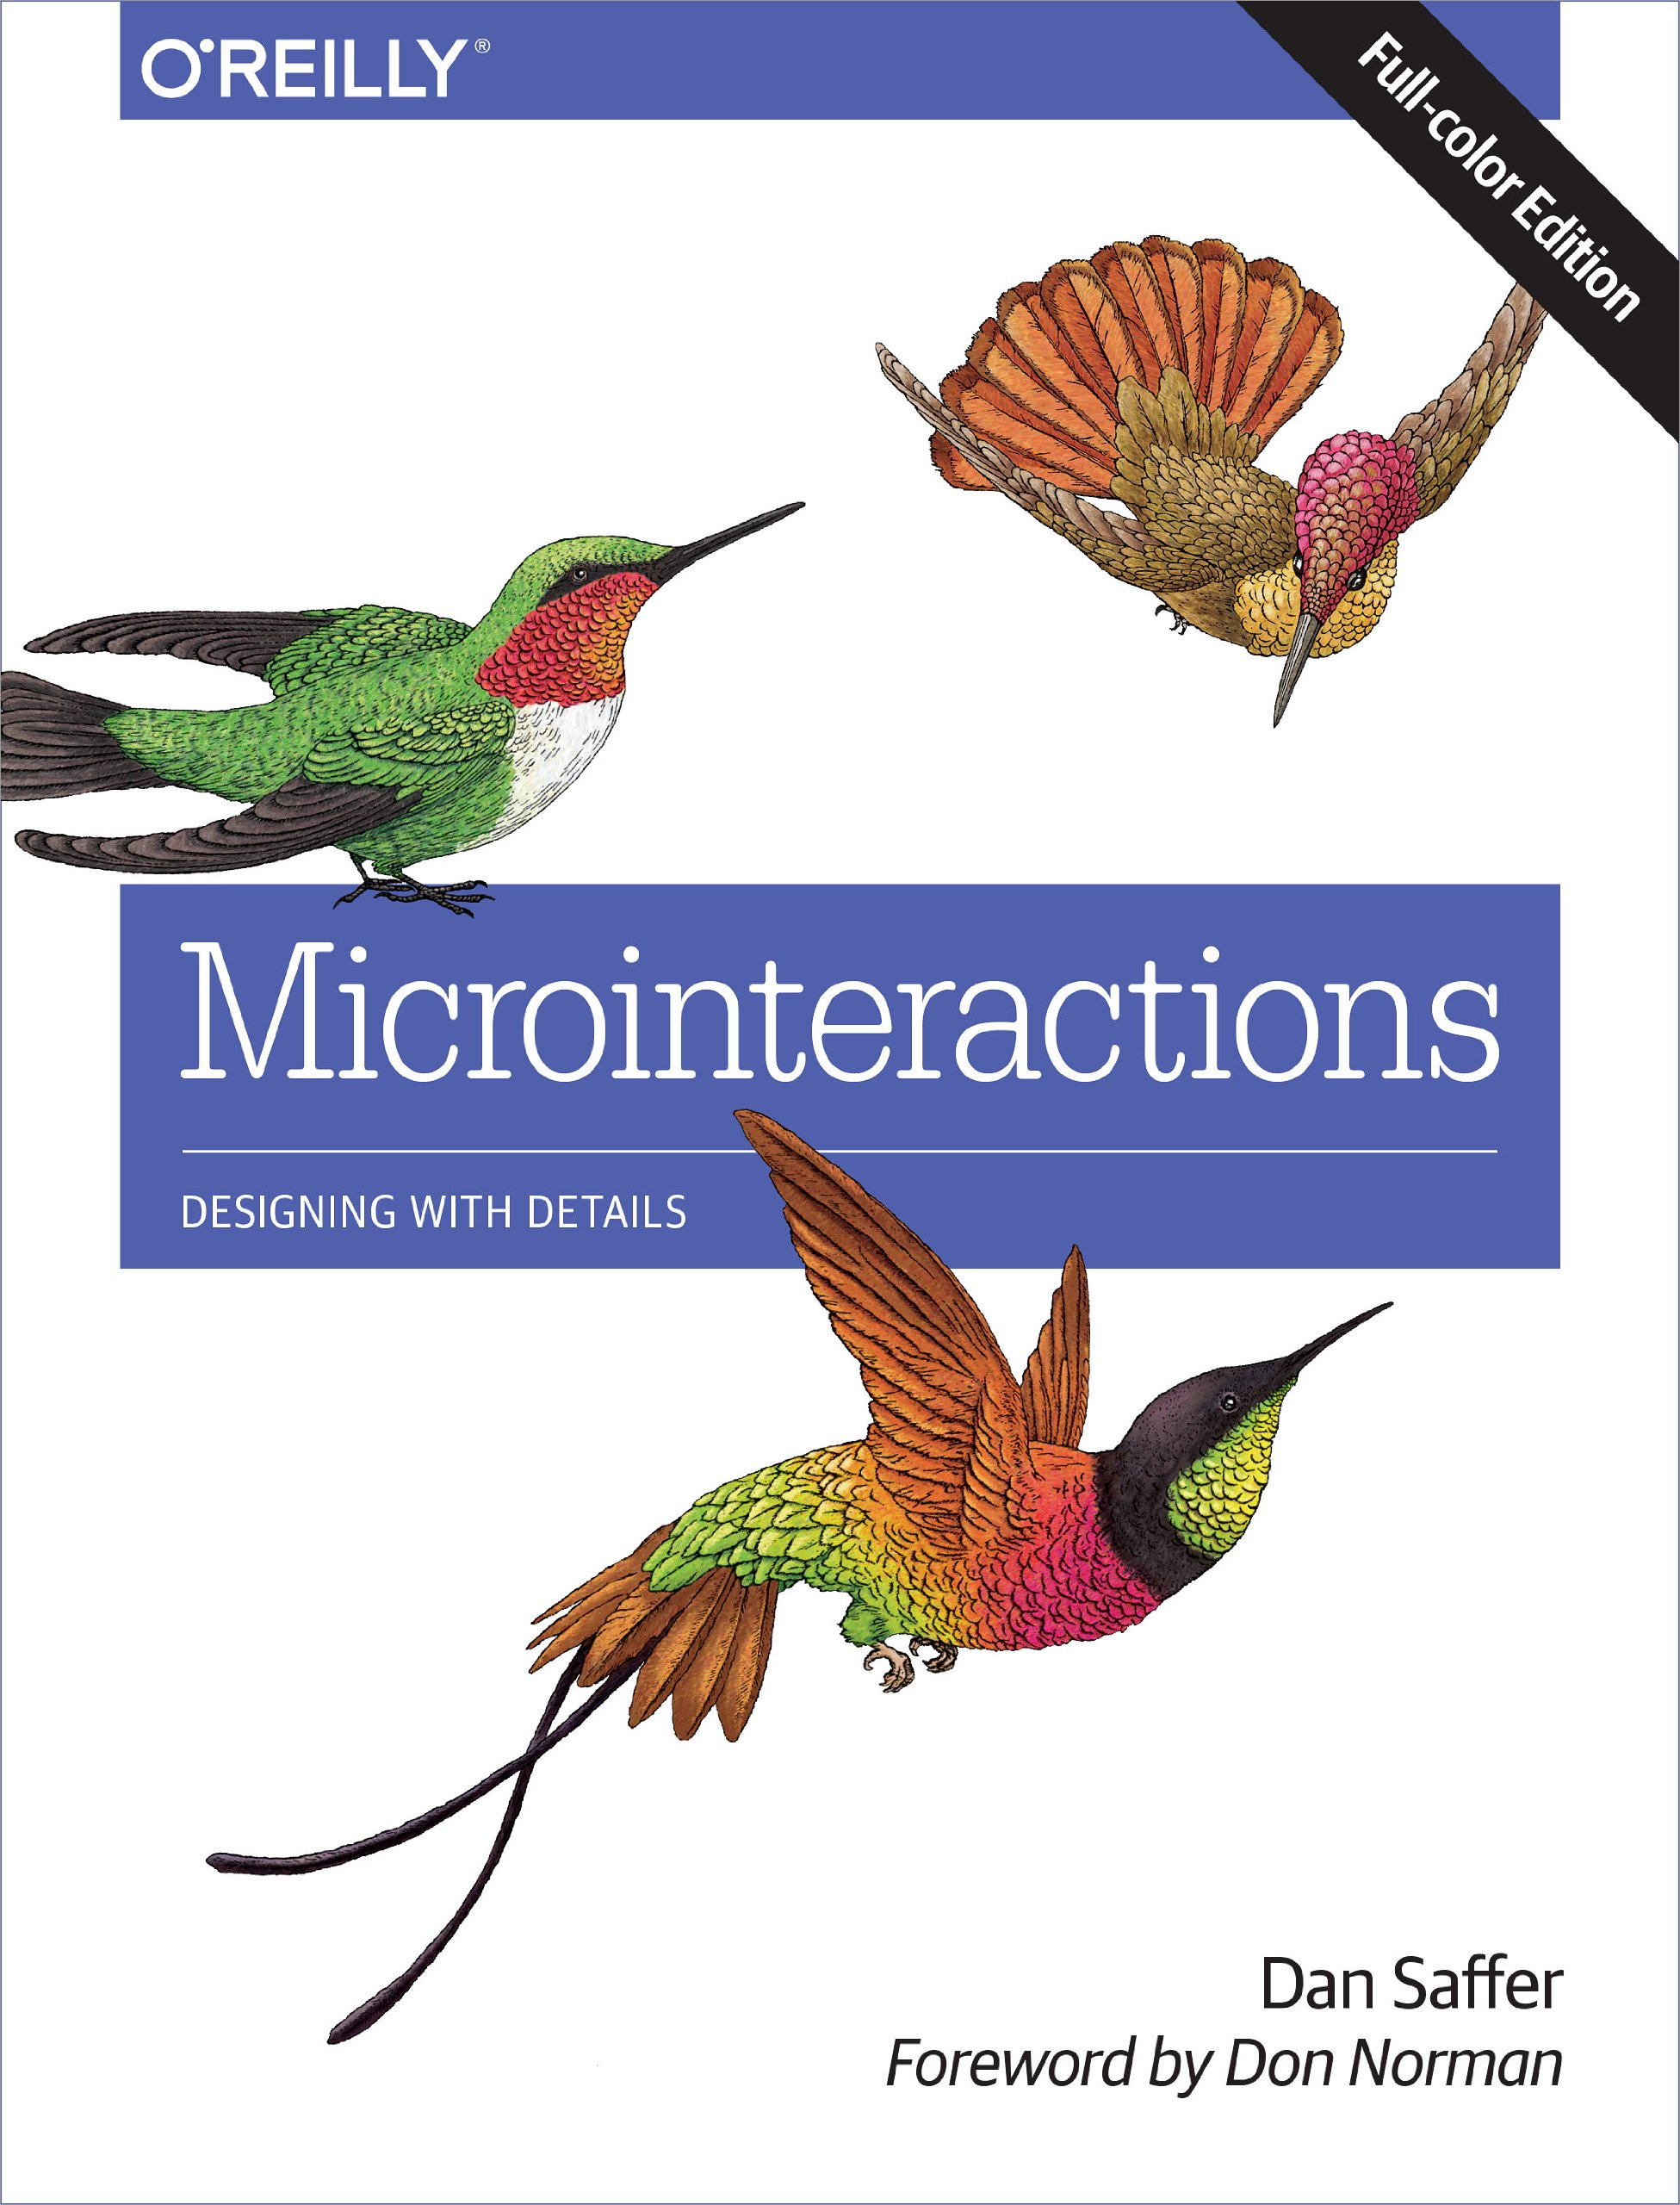 O'REILLY®
Full-color Edition
Microinteractions
DESIGNING WITH DETAILS
Dan Saffer
Foreword by Don Norman